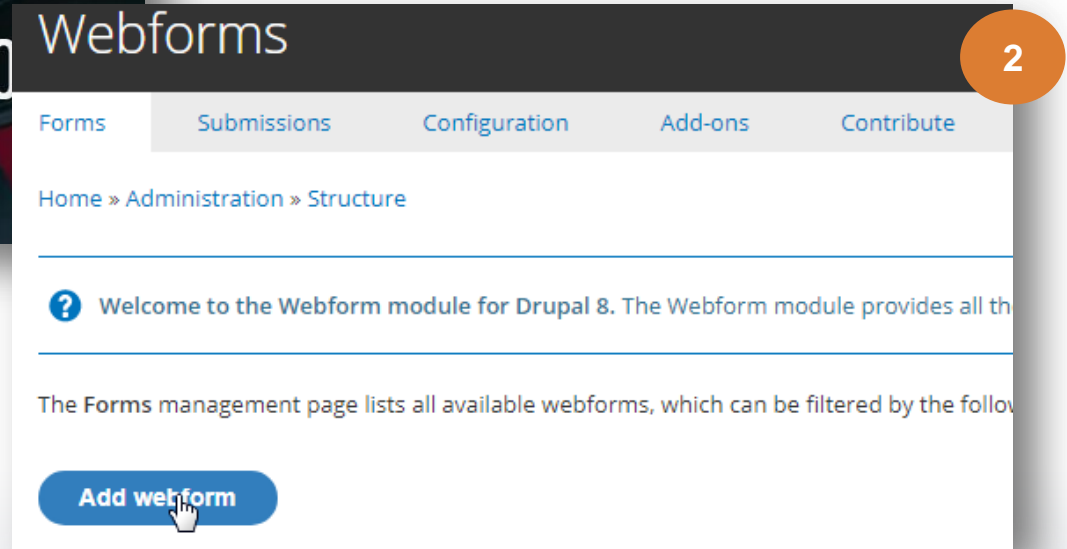 Webforms
2
Forms Submissions Configuration Add-ons Contribute
Home » Administration » Structure
Welcome to the Webform module for Drupal 8. The Webform module provides all
The Forms management page lists all available webforms, which can be filtered by the
Add webform